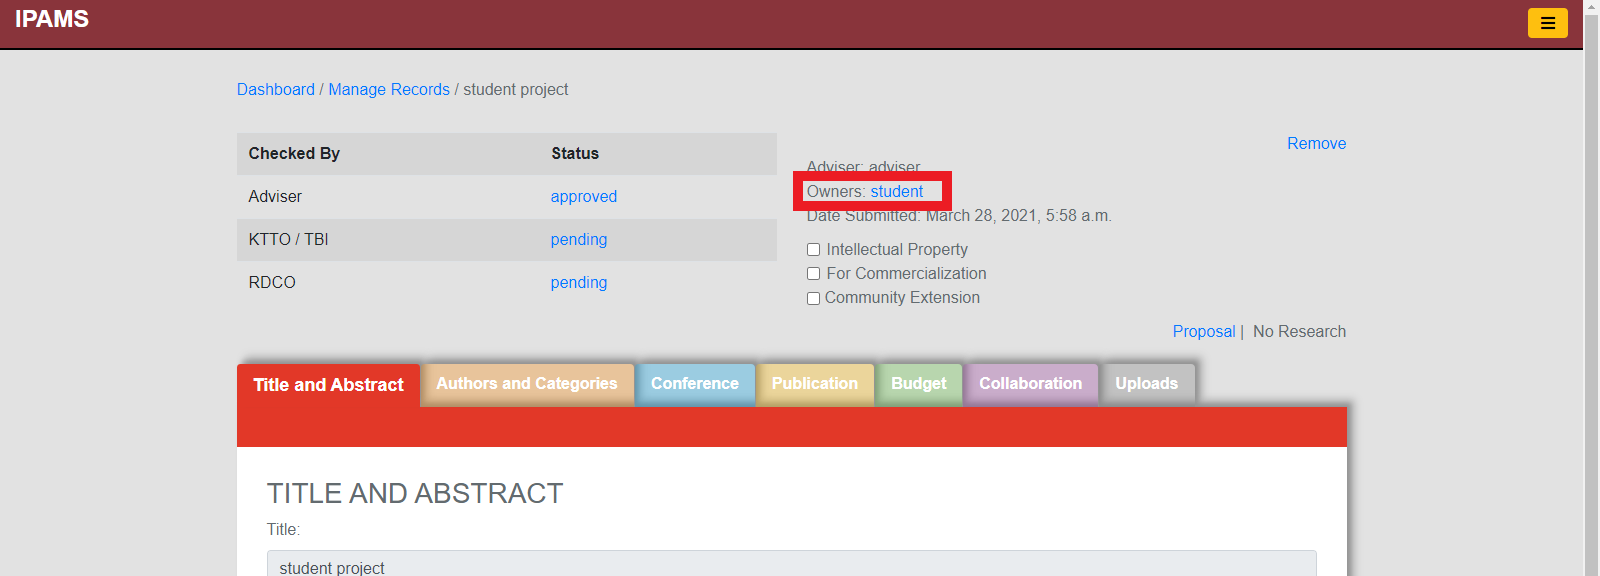 IPAMS
Dashboard / Manage Records / student project
Checked By Status
Adviser approved
KTTO / TBI pending
RDCO pending
Remove
Adviser: adviser
Owners: student
Date Submitted: March 28, 2021, 5:58 a.m.
Intellectual Property
For Commercialization
Community Extension
Proposal | No Research
Title and Abstract Authors and Categories Conference Publication Budget Collaboration Uploads
TITLE AND ABSTRACT
Title:
student project